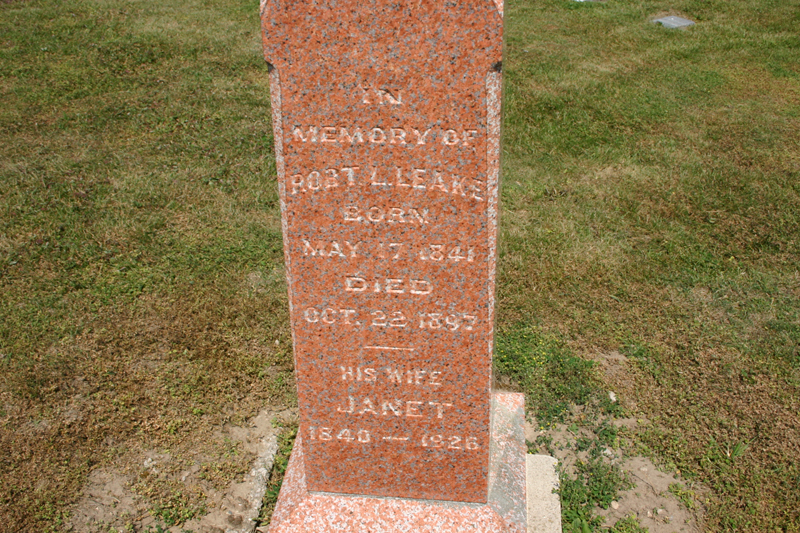 IN
MEMORY OF
ROBT. L. LEAKE
BORN
MAY 17 1841
DIED
OCT. 22 1897
HIS WIFE
JANET
1840 — 1926